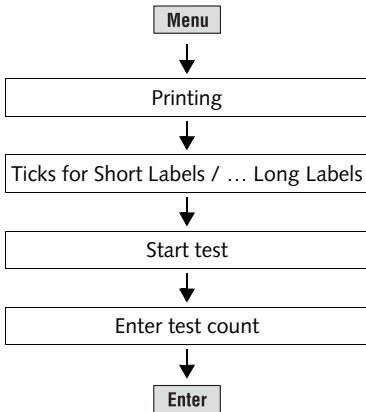 Menu
Printing
Ticks for Short Labels / … Long Labels
Start test
Enter test count
Enter